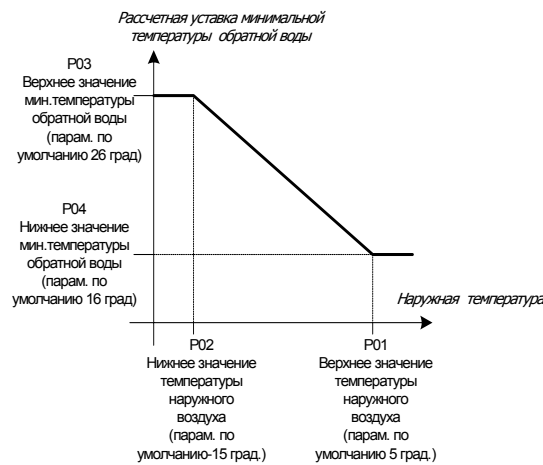 Рассчетная уставка минимальной
температуры обратной воды
P03
Верхнее значение
мин.температуры
обратной воды
(парам. по
умолчанию 26 град)
P04
Нижнее значение
мин.температуры
обратной воды
(парам. по
умолчанию 16 град)
Наружная температура
P02
Нижнее значение
температуры
наружного
воздуха
(парам. по
умолчанию-15 град.)
P01
Верхнее значение
температуры
наружного
воздуха
(парам. по
умолчанию 5 град.)